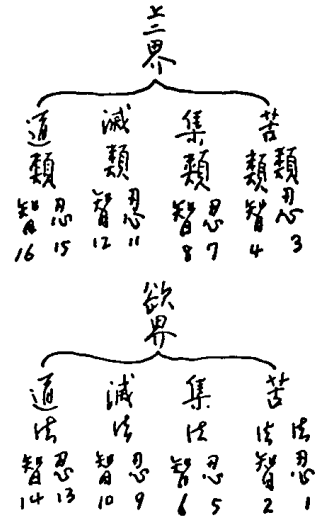 上二界
苦類忍 3
類智 4
集類忍 7
智 8
滅類忍 11
智 12
道類忍 15
智 16
欲界
苦法忍 1
法智 2
集法忍 5
智 6
滅法忍 9
智 10
道法忍 13
智 14